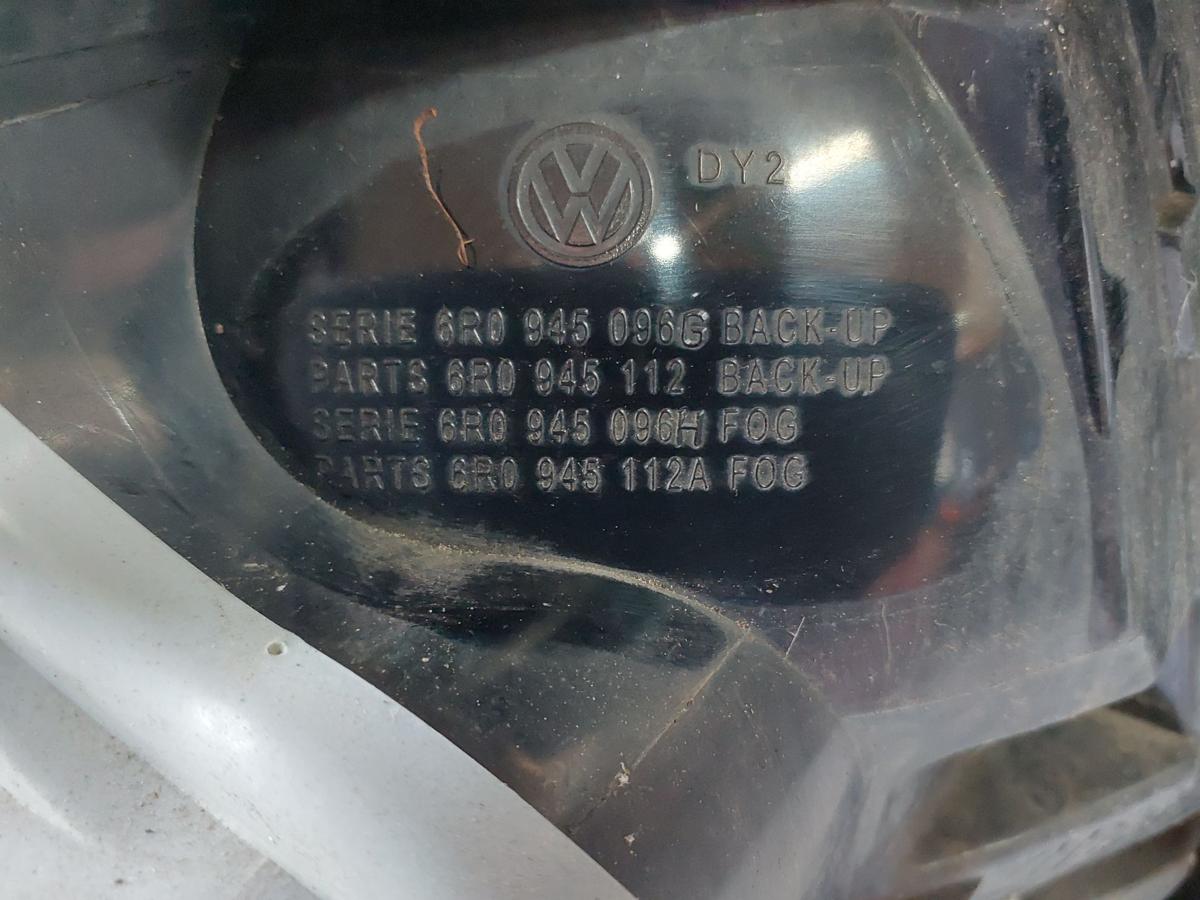 DY2
SERIE 6R0 945 096G BACK-UP
PARTS 6R0 945 112 BACK-UP
SERIE 6R0 945 096H FOG
PARTS 6R0 945 112A FOG